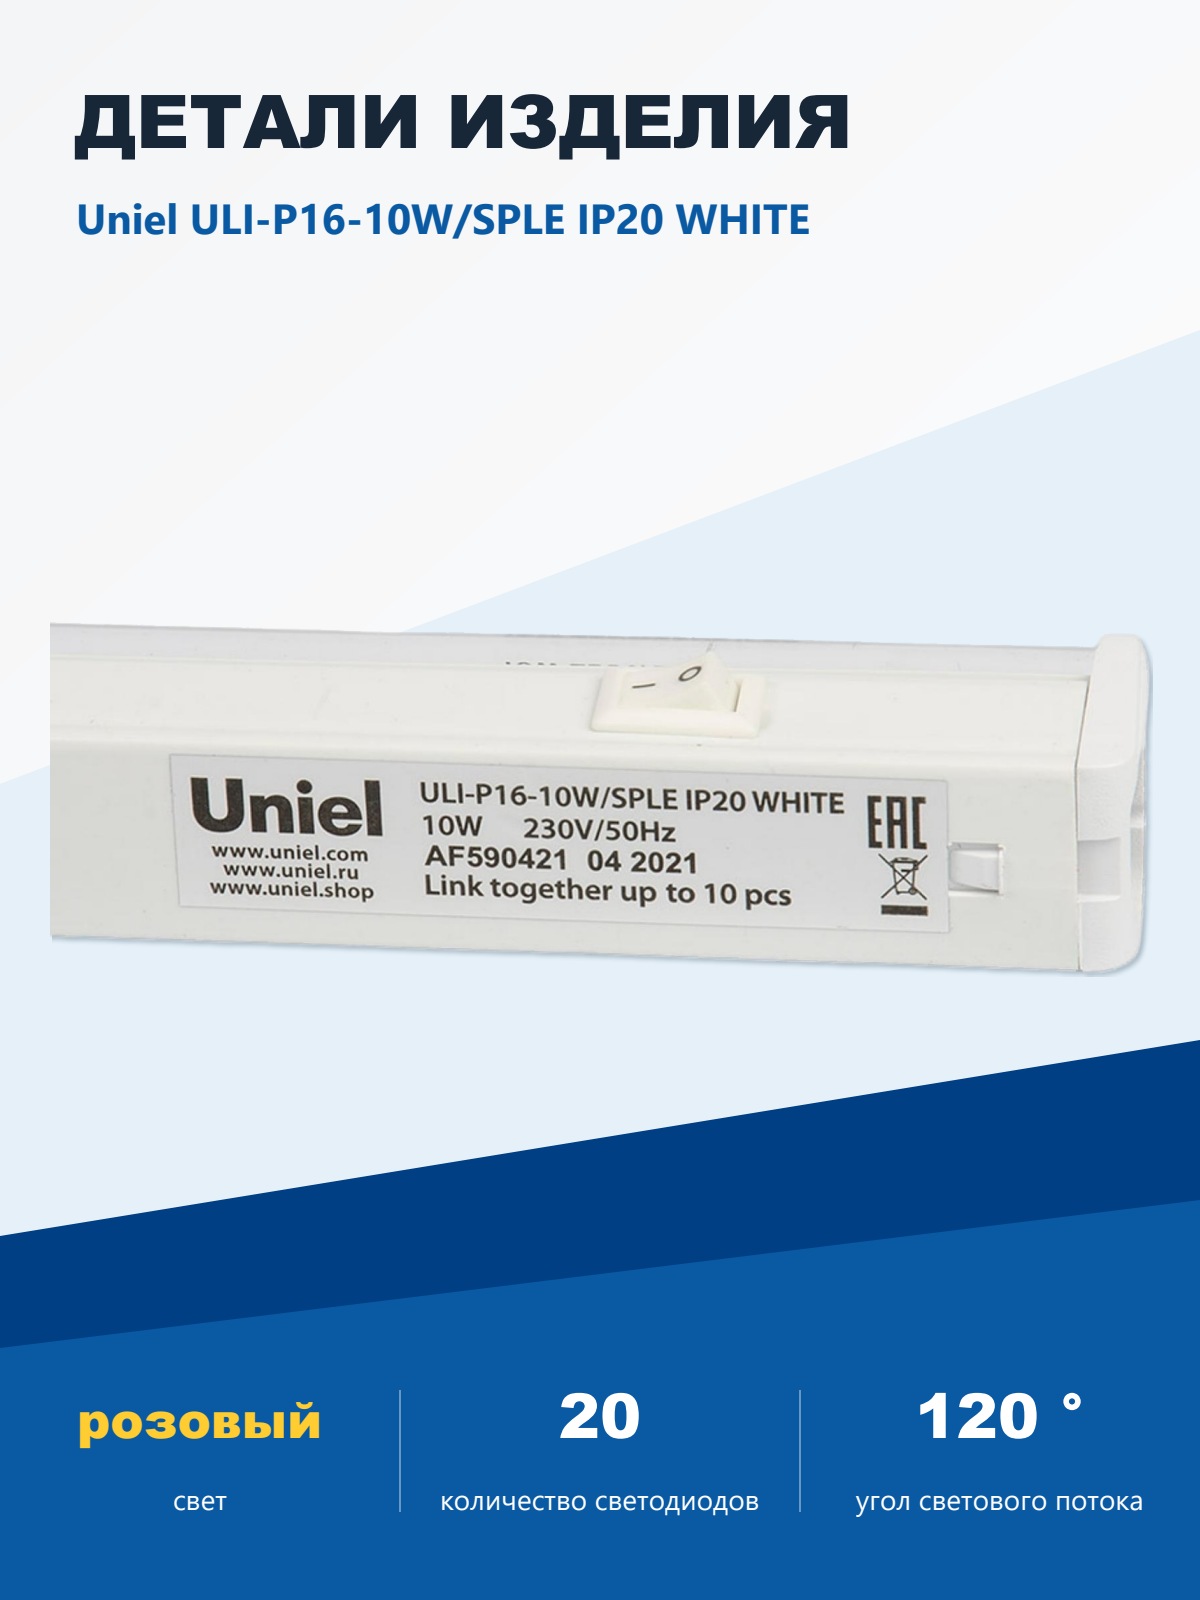 ДЕТАЛИ ИЗДЕЛИЯ
Uniel ULI-P16-10W/SPLE IP20 WHITE
Uniel
www.uniel.com
www.uniel.ru
www.uniel.shop
ULI-P16-10W/SPLE IP20 WHITE
10W 230V/50Hz
AF590421 04 2021
Link together up to 10 pcs
EAC
розовый
свет
20
количество светодиодов
120 °
угол светового потока